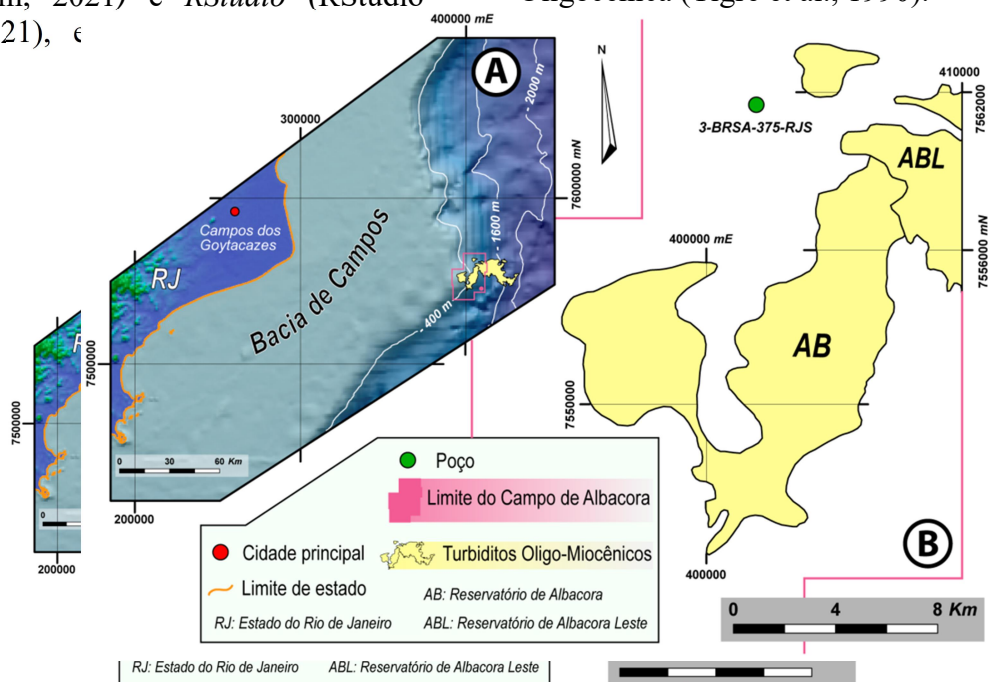 2021) e RStudio (RStudio
21), e
400000 mE
A
- 2000 m
300000
7600000 mN
- 1600 m
Campos dos
Goytacazes
RJ
Bacia de Campos
- 400 m
7500000
0 30 60 Km
200000
7500000
0
200000
N
3-BRSA-375-RJS
410000
7562000
ABL
400000 mE
7556000 mN
AB
7550000
400000
B
0 4 8 Km
Poço
Limite do Campo de Albacora
Cidade principal
Turbiditos Oligo-Miocênicos
Limite de estado
AB: Reservatório de Albacora
RJ: Estado do Rio de Janeiro
ABL: Reservatório de Albacora Leste
RJ: Estado do Rio de Janeiro
ABL: Reservatório de Albacora Leste